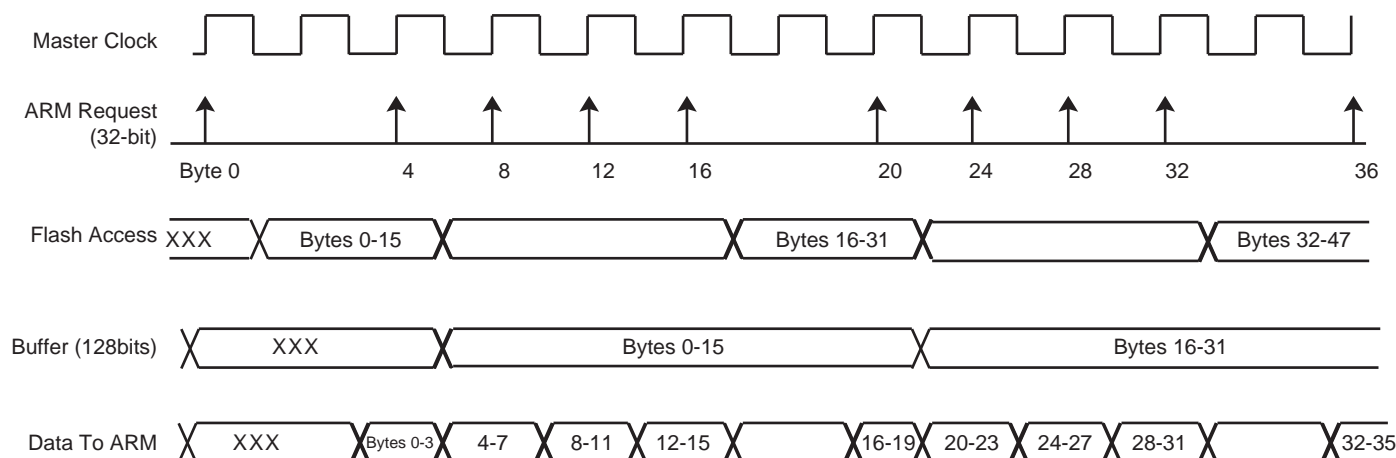 Master Clock
ARM Request
(32-bit)
Byte 0 4 8 12 16 20 24 28 32 36
Flash Access XXX Bytes 0-15 Bytes 16-31 Bytes 32-47
Buffer (128bits) XXX Bytes 0-15 Bytes 16-31
Data To ARM XXX Bytes 0-3 4-7 8-11 12-15 16-19 20-23 24-27 28-31 32-35